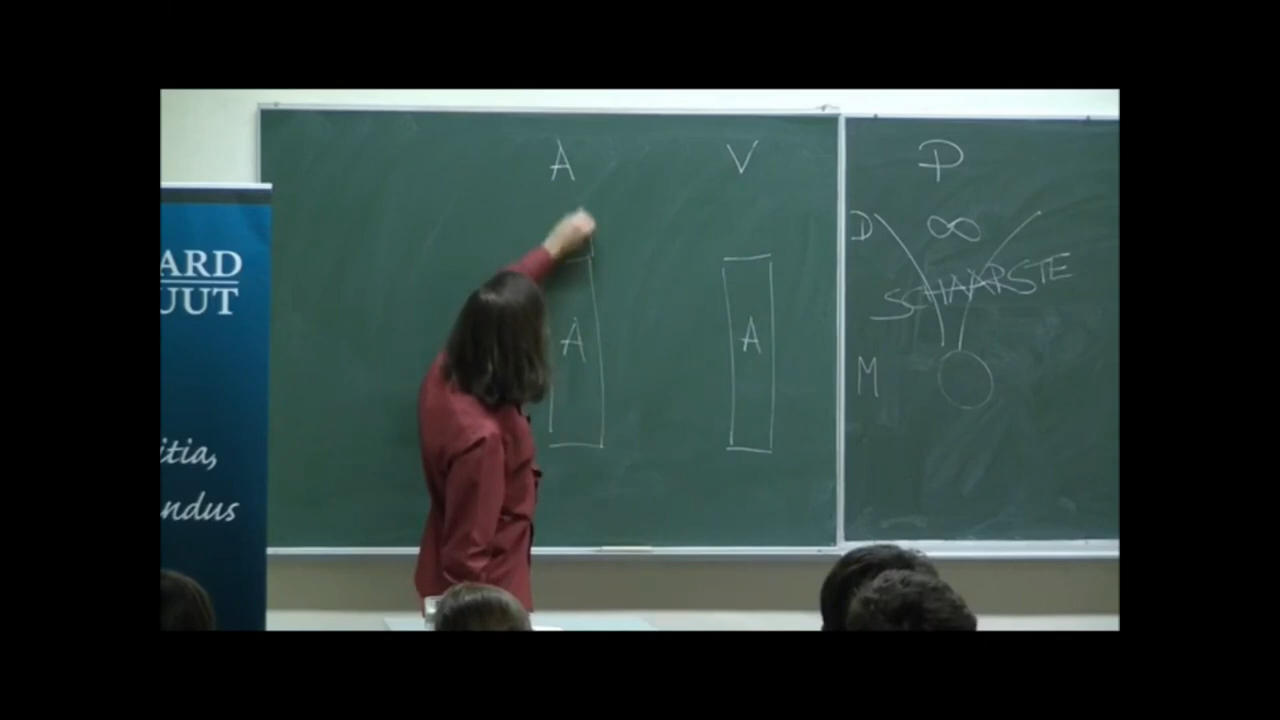 A V P
D ∞
SCHAARSTE
A A
M
ARD
UUT
itia,
ndus